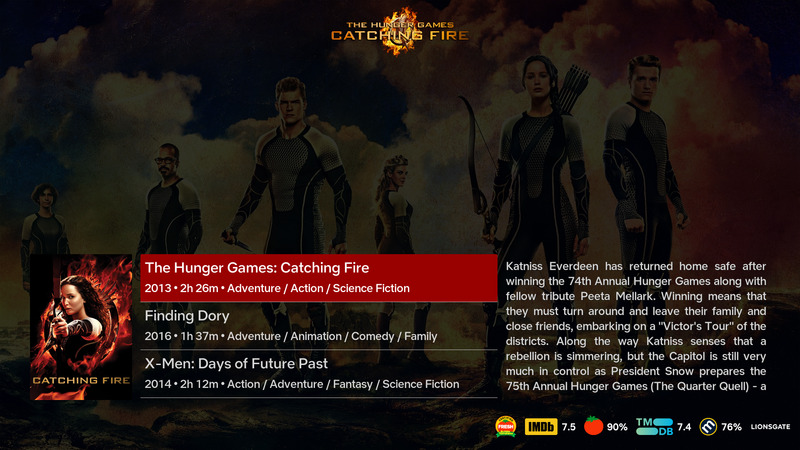 THE HUNGER GAMES
CATCHING FIRE
CATCHING FIRE
The Hunger Games: Catching Fire
2013 • 2h 26m • Adventure / Action / Science Fiction
Finding Dory
2016 • 1h 37m • Adventure / Animation / Comedy / Family
X-Men: Days of Future Past
2014 • 2h 12m • Action / Adventure / Fantasy / Science Fiction
Katniss Everdeen has returned home safe after
winning the 74th Annual Hunger Games along with
fellow tribute Peeta Mellark. Winning means that
they must turn around and leave their family and
close friends, embarking on a "Victor's Tour" of the
districts. Along the way Katniss senses that a
rebellion is simmering, but the Capitol is still very
much in control as President Snow prepares the
75th Annual Hunger Games (The Quarter Quell) - a
FRESH IMDb 7.5 90% TMDB 7.4 76% LIONSGATE